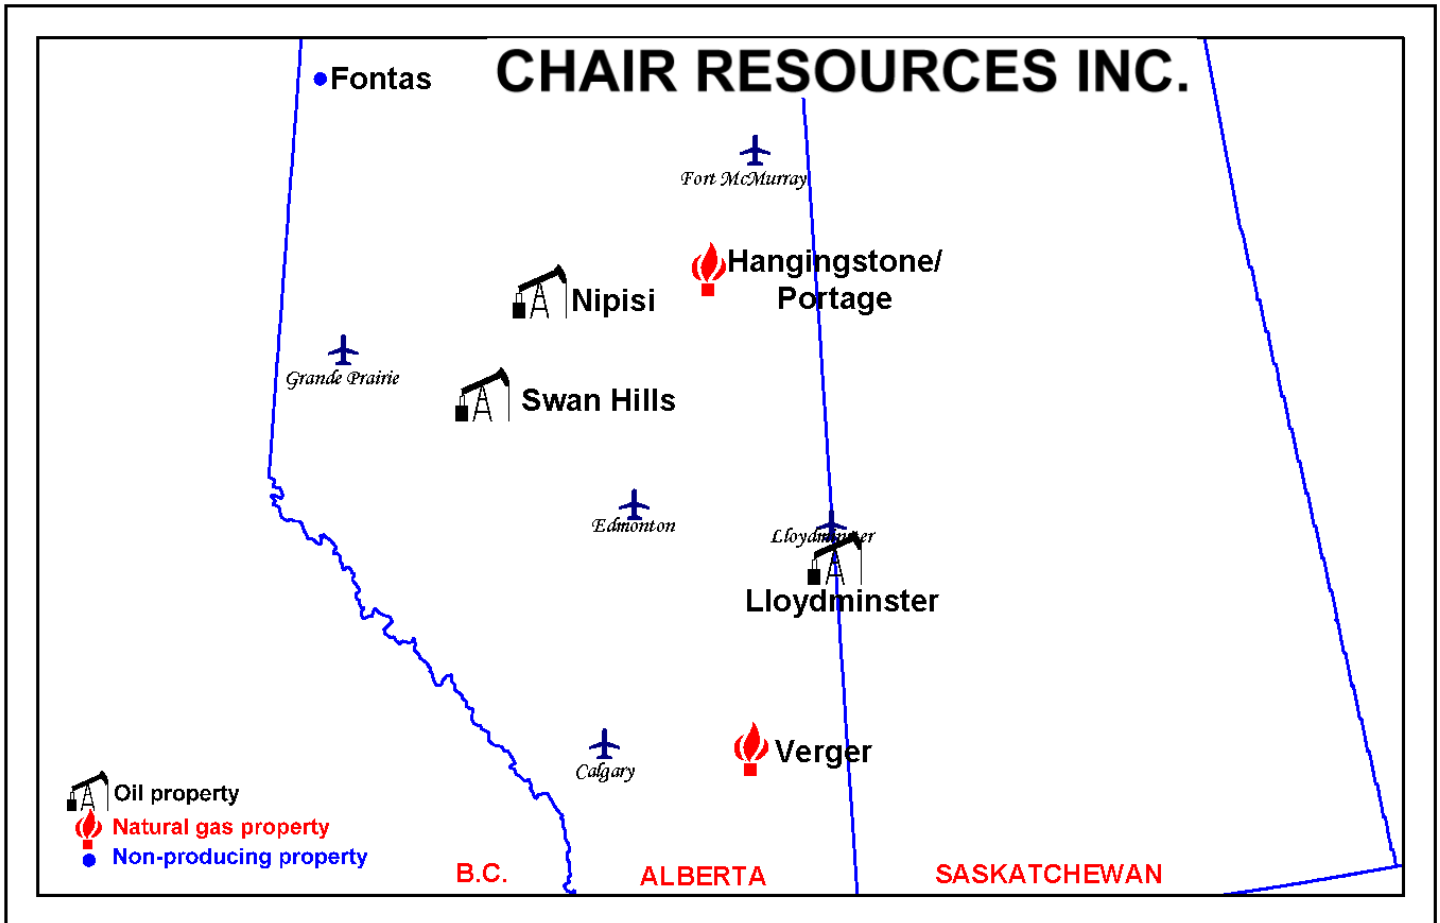 CHAIR RESOURCES INC.
Fontas
Fort McMurray
Hangingstone/
Portage
Nipisi
Grande Prairie
Swan Hills
Edmonton
Lloydminster
Lloydminster
Calgary
Verger
Oil property
Natural gas property
Non-producing property
B.C.
ALBERTA
SASKATCHEWAN